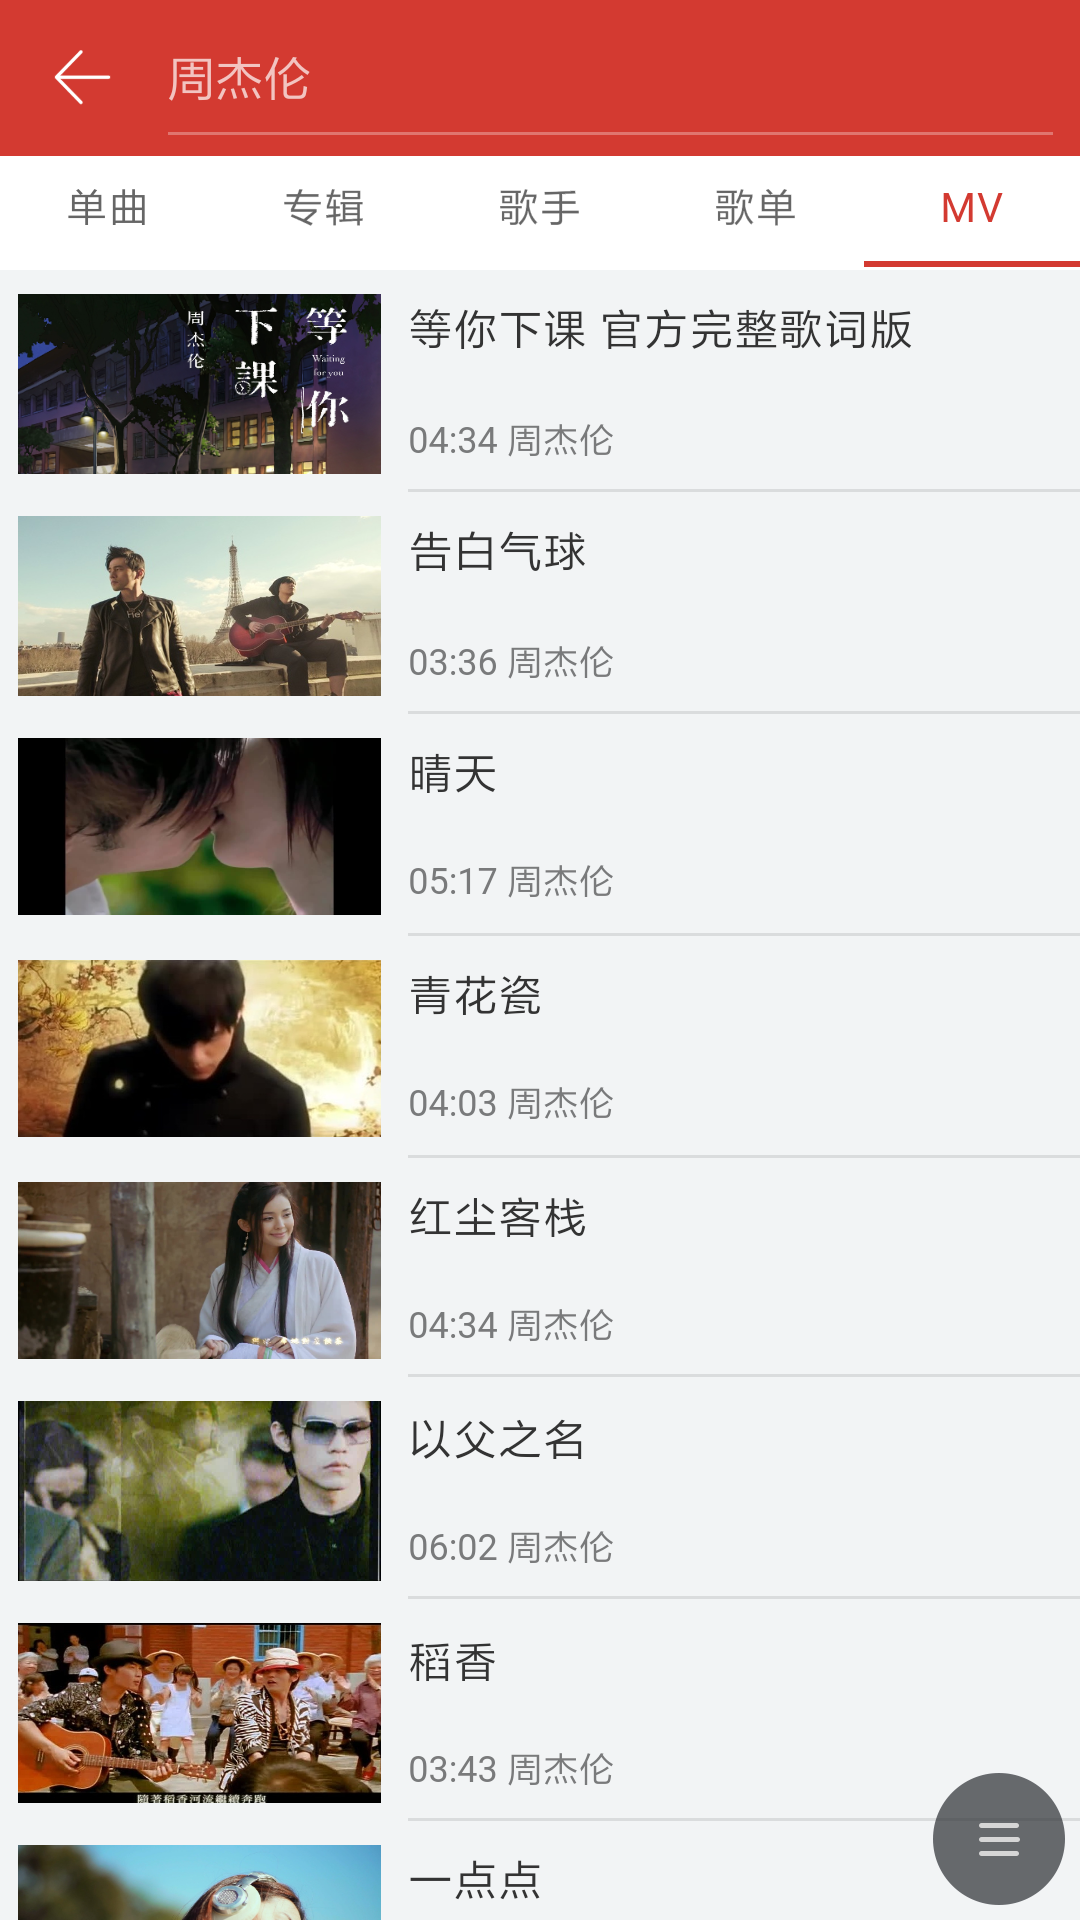 周杰伦
单曲 专辑 歌手 歌单 MV
等你
下課
周杰伦
Waiting
for you
等你下课 官方完整歌词版
04:34 周杰伦
HEY
告白气球
03:36 周杰伦
晴天
05:17 周杰伦
青花瓷
04:03 周杰伦
红尘客栈
04:34 周杰伦
以父之名
06:02 周杰伦
隨著稻香河流繼續奔跑
稻香
03:43 周杰伦
一点点